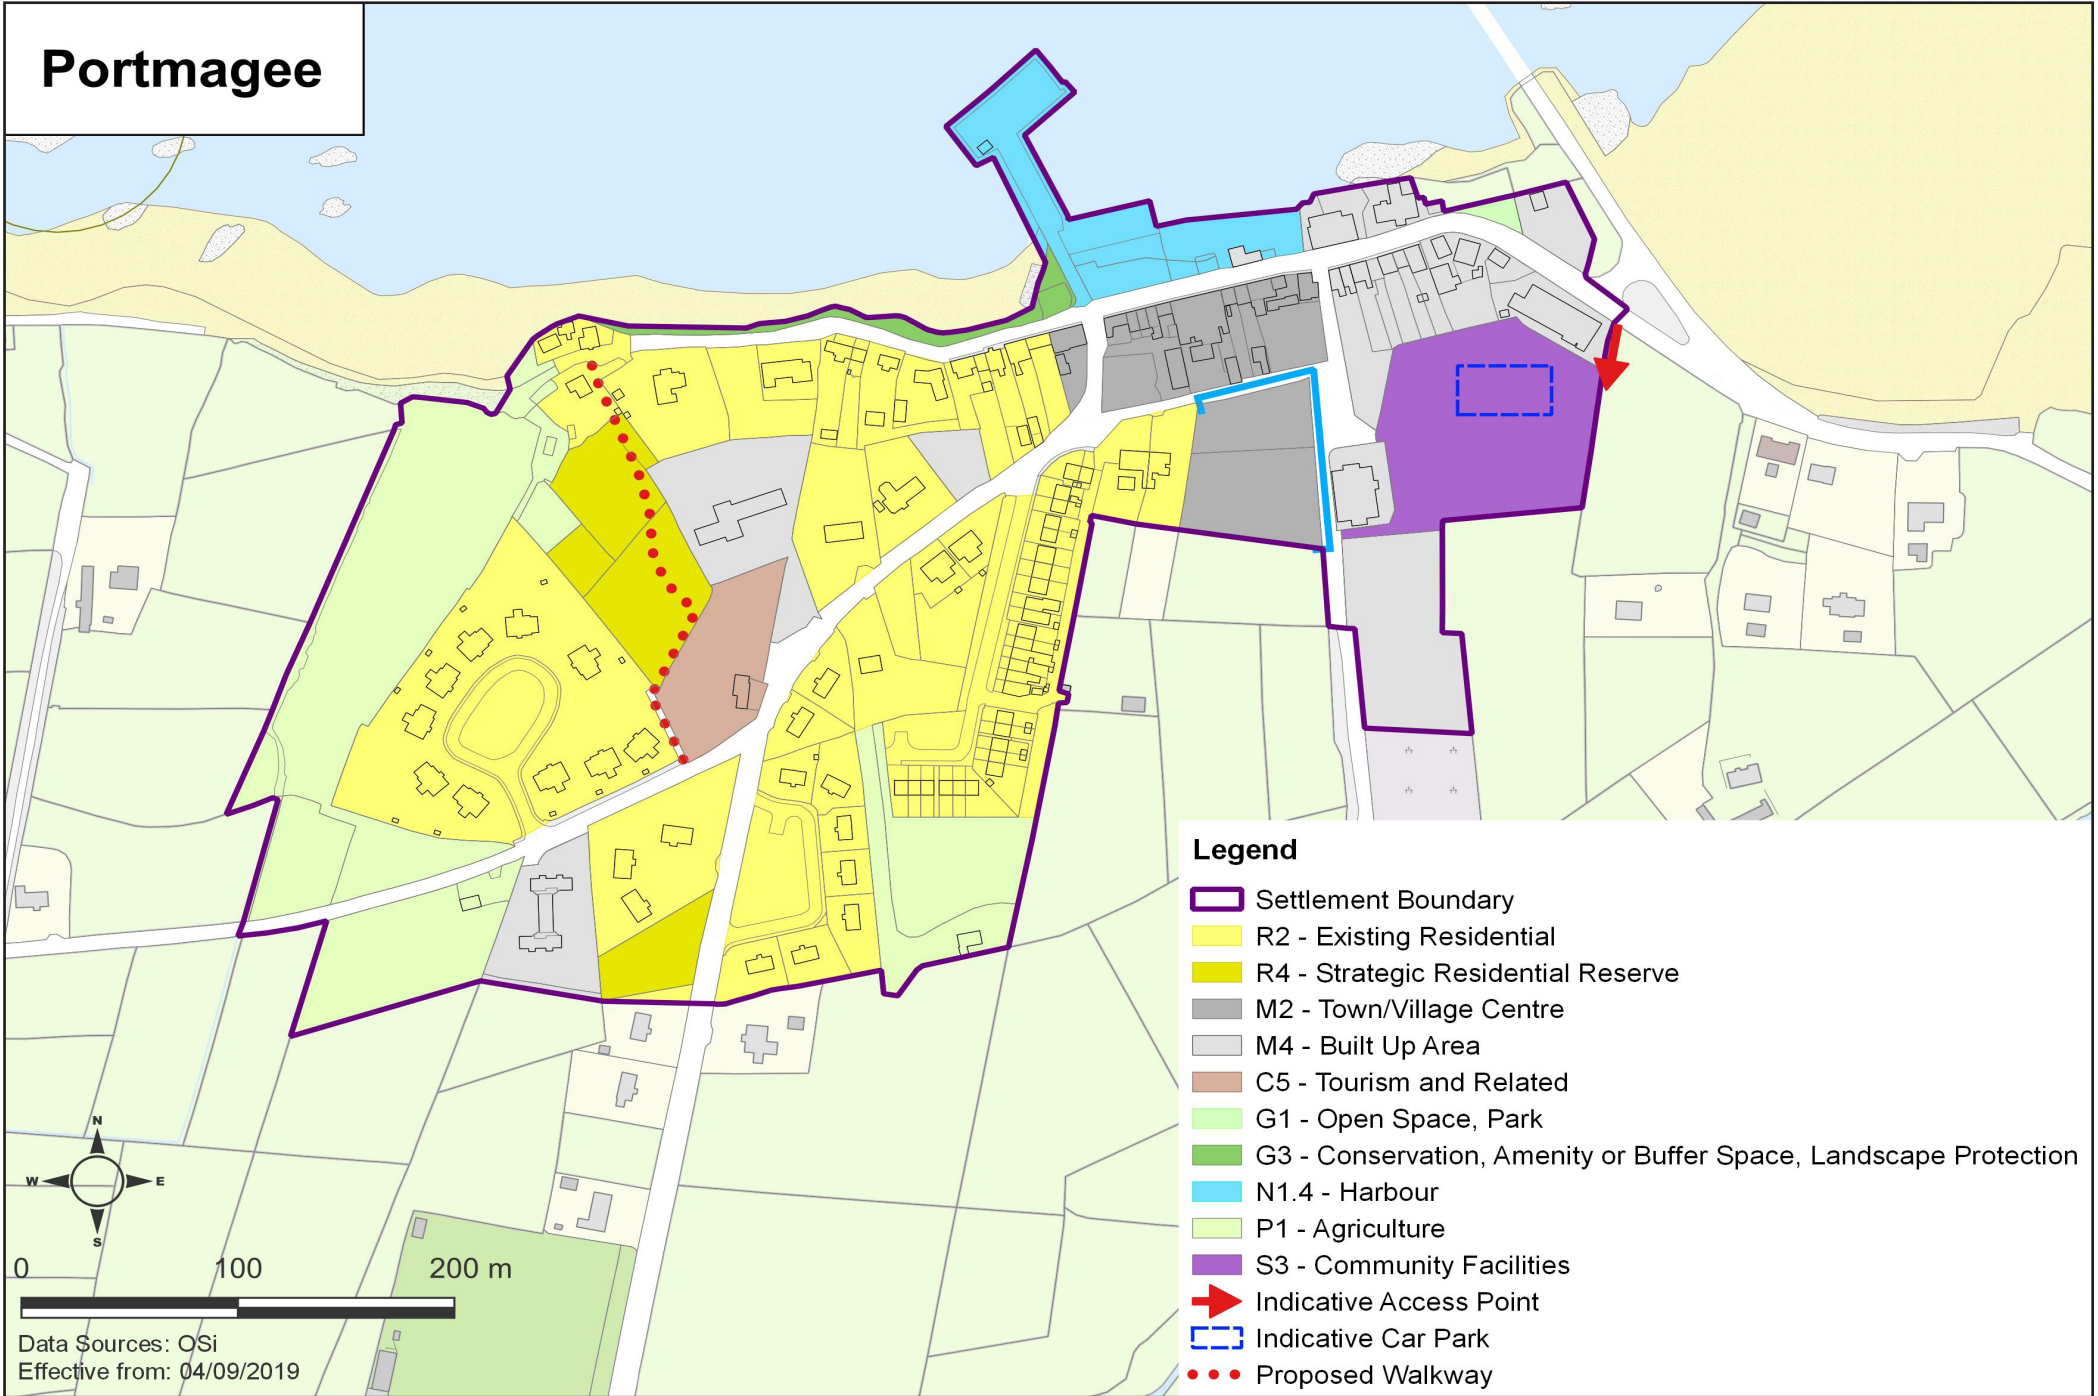 Portmagee
Legend
Settlement Boundary
R2 - Existing Residential
R4 - Strategic Residential Reserve
M2 - Town/Village Centre
M4 - Built Up Area
C5 - Tourism and Related
G1 - Open Space, Park
G3 - Conservation, Amenity or Buffer Space, Landscape Protection
N1.4 - Harbour
P1 - Agriculture
S3 - Community Facilities
Indicative Access Point
Indicative Car Park
Proposed Walkway
N
W E
S
0 100 200 m
Data Sources: OSi
Effective from: 04/09/2019